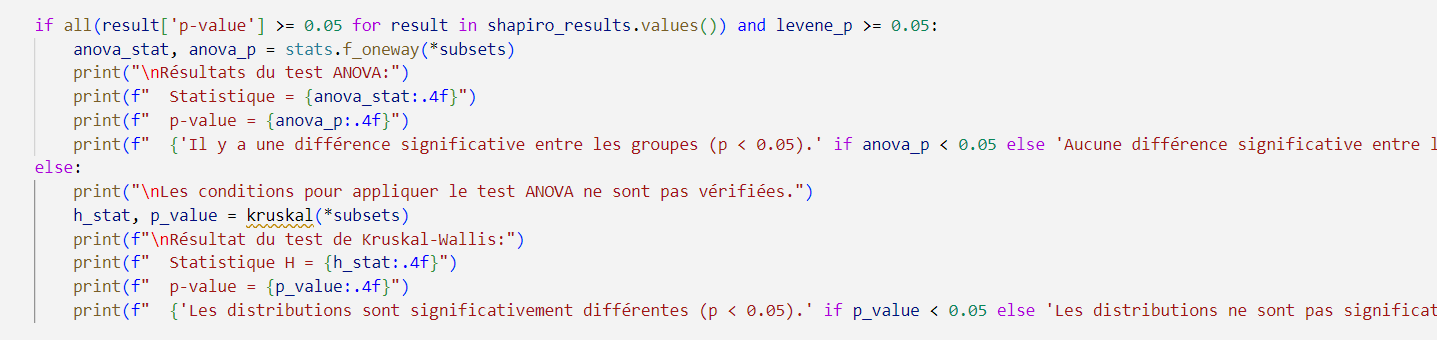 if all(result['p-value'] >= 0.05 for result in shapiro_results.values()) and levene_p >= 0.05:
    anova_stat, anova_p = stats.f_oneway(*subsets)
    print("\nRésultats du test ANOVA:")
    print(f"  Statistique = {anova_stat:.4f}")
    print(f"  p-value = {anova_p:.4f}")
    print(f"  {'Il y a une différence significative entre les groupes (p < 0.05).' if anova_p < 0.05 else 'Aucune différence significative entre l
else:
    print("\nLes conditions pour appliquer le test ANOVA ne sont pas vérifiées.")
    h_stat, p_value = kruskal(*subsets)
    print(f"\nRésultat du test de Kruskal-Wallis:")
    print(f"  Statistique H = {h_stat:.4f}")
    print(f"  p-value = {p_value:.4f}")
    print(f"  {'Les distributions sont significativement différentes (p < 0.05).' if p_value < 0.05 else 'Les distributions ne sont pas significat